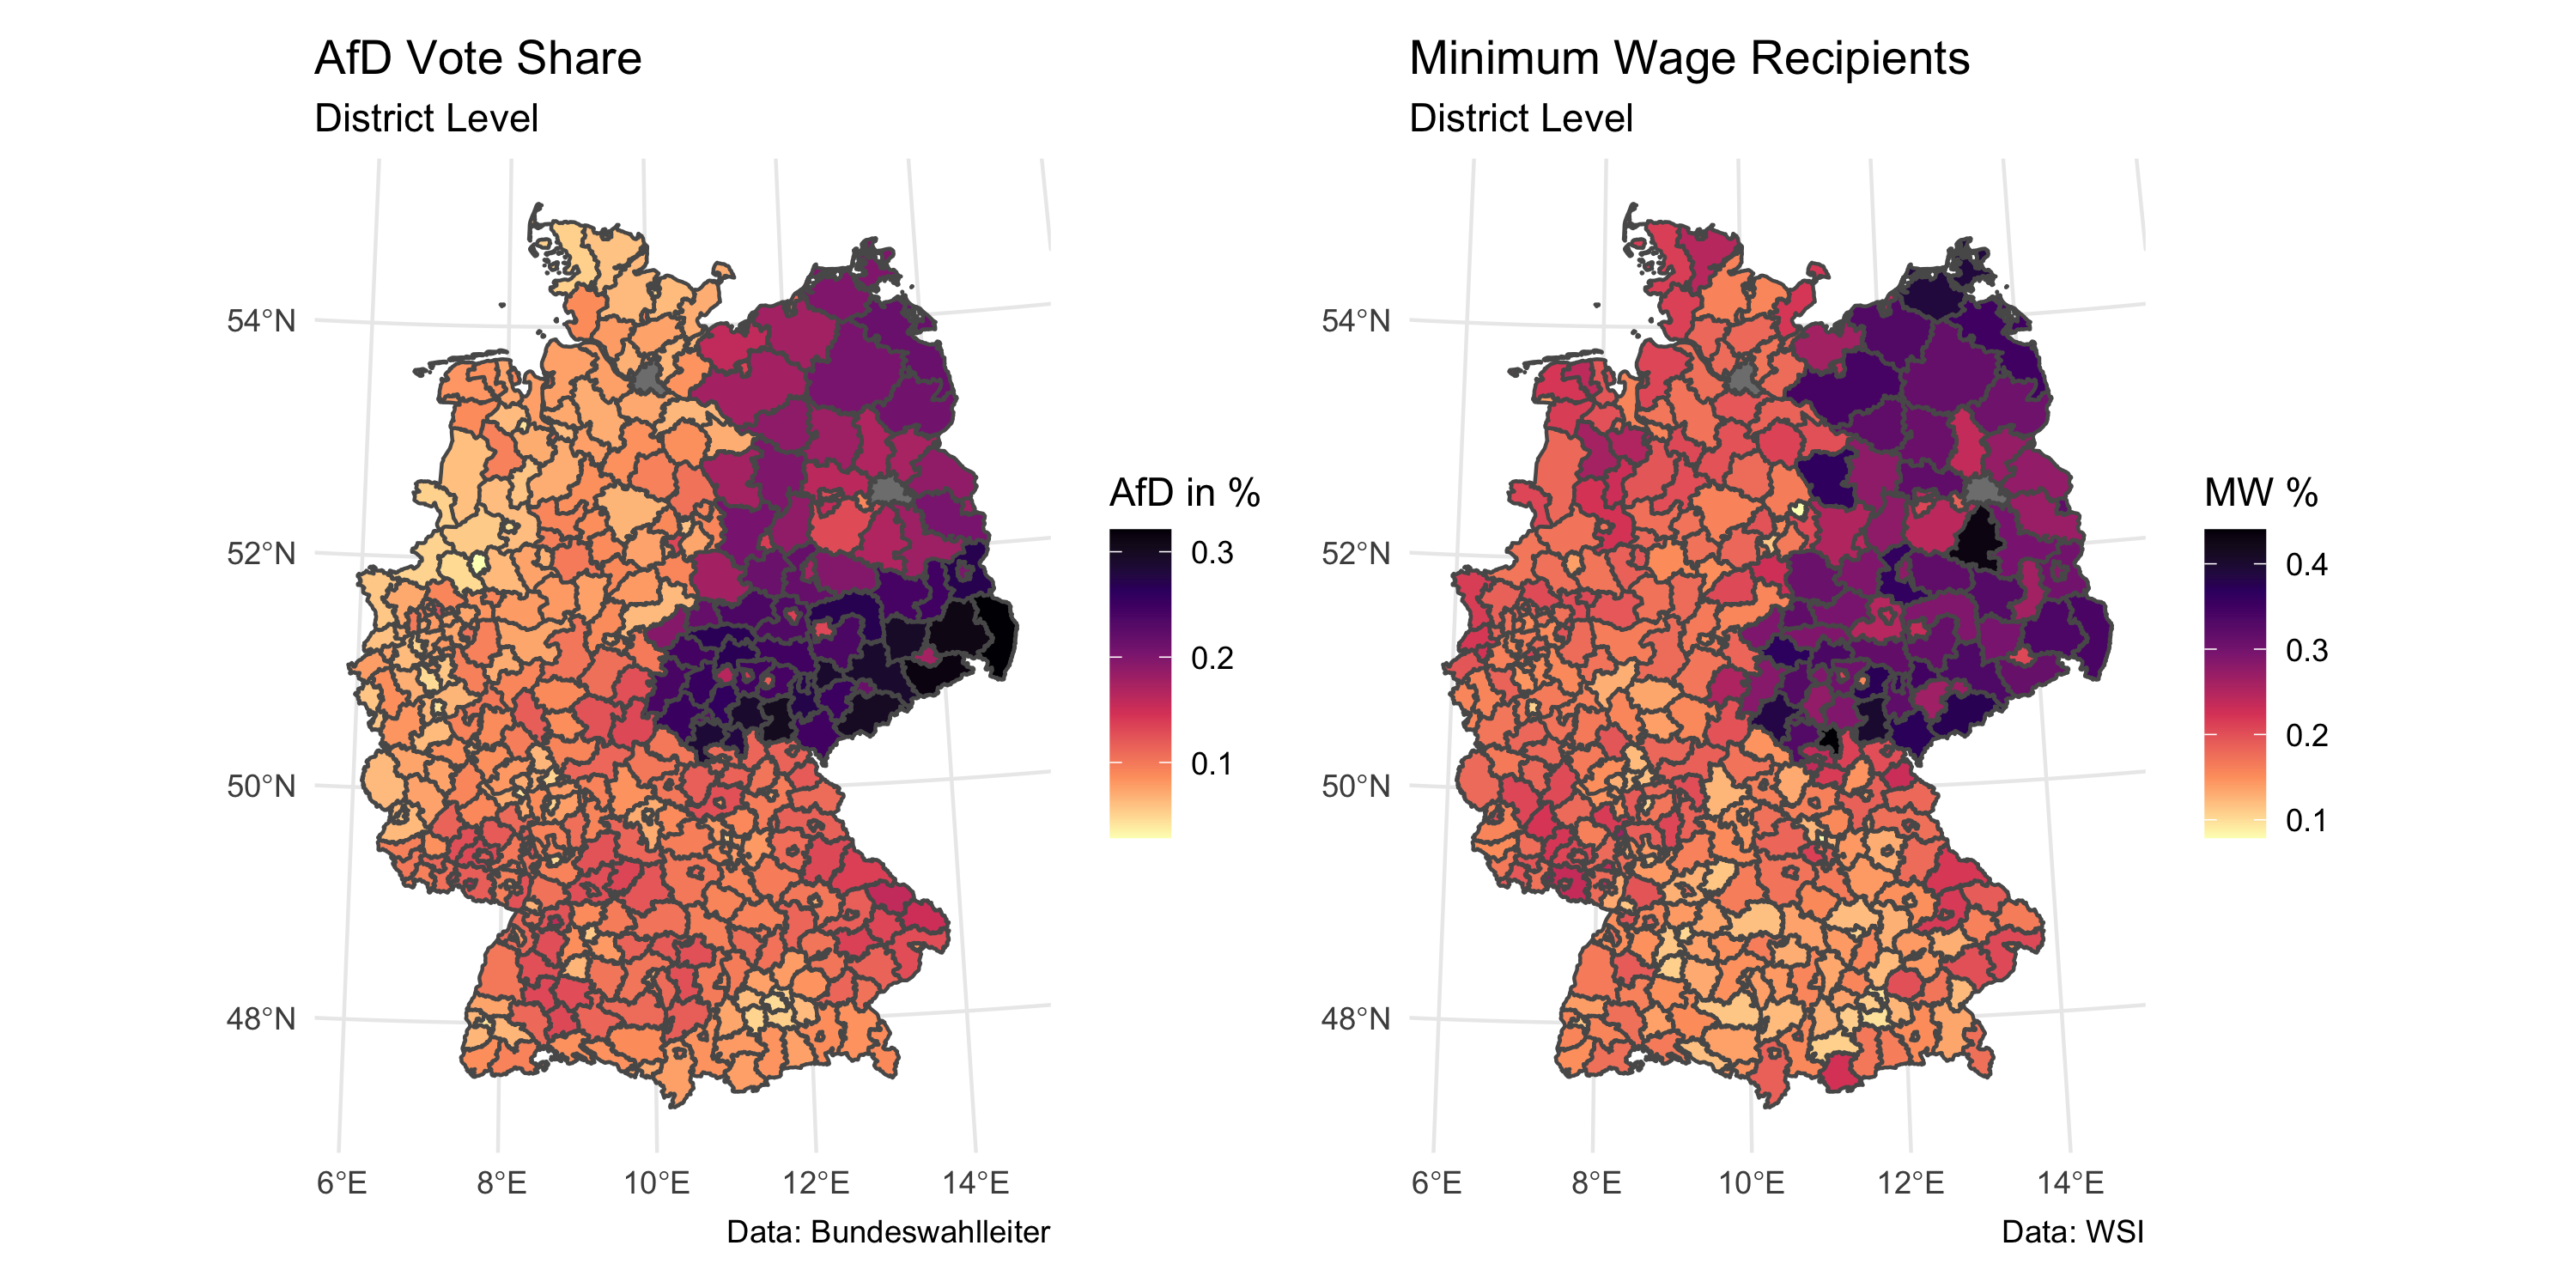 AfD Vote Share
District Level
54°N
52°N
50°N
48°N
6°E 8°E 10°E 12°E 14°E
AfD in %
0.3
0.2
0.1
Data: Bundeswahlleiter
Minimum Wage Recipients
District Level
54°N
52°N
50°N
48°N
6°E 8°E 10°E 12°E 14°E
MW %
0.4
0.3
0.2
0.1
Data: WSI